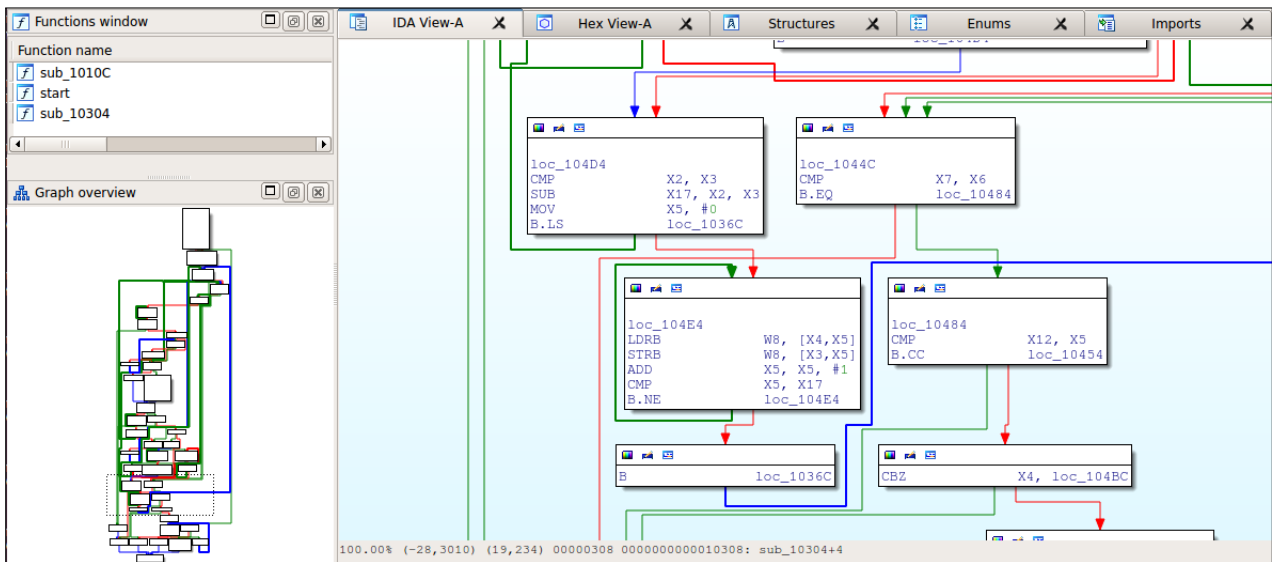 Functions window
Function name
sub_1010C
start
sub_10304
Graph overview
IDA View-A
Hex View-A
Structures
Enums
Imports
loc_104D4
CMP X2, X3
SUB X17, X2, X3
MOV X5, #0
B.LS loc_1036C
loc_1044C
CMP X7, X6
B.EQ loc_10484
loc_104E4
LDRB W8, [X4,X5]
STRB W8, [X3,X5]
ADD X5, X5, #1
CMP X5, X17
B.NE loc_104E4
loc_10484
CMP X12, X5
B.CC loc_10454
B loc_1036C
CBZ X4, loc_104BC
100.00% (-28,3010) (19,234) 00000308 0000000000010308: sub_10304+4